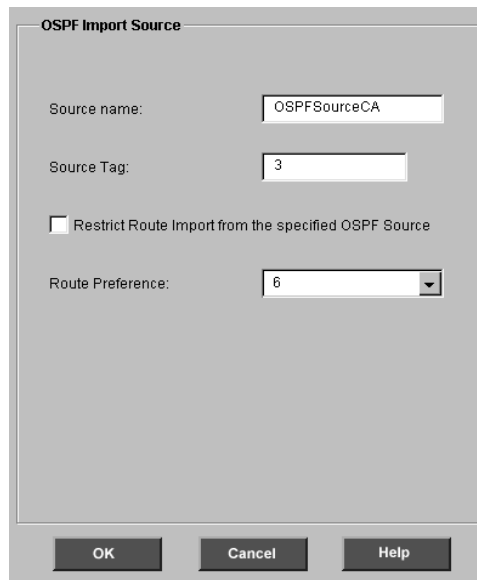 OSPF Import Source
Source name: OSPFSourceCA
Source Tag: 3
Restrict Route Import from the specified OSPF Source
Route Preference: 6
OK Cancel Help